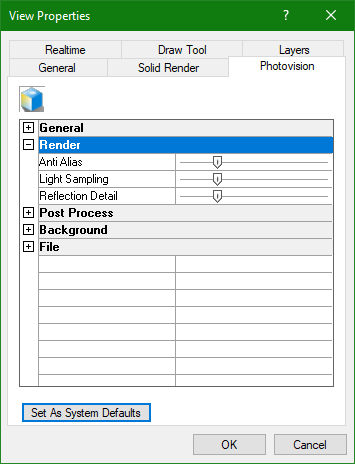 View Properties
Realtime Draw Tool Layers
General Solid Render Photovision
General
Render
Anti Alias
Light Sampling
Reflection Detail
Post Process
Background
File
Set As System Defaults
OK Cancel